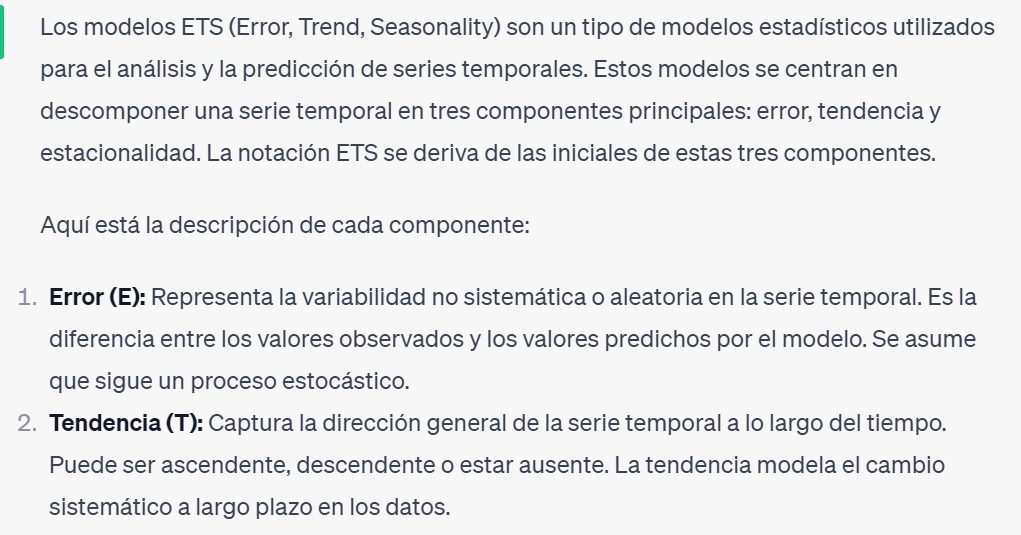 Los modelos ETS (Error, Trend, Seasonality) son un tipo de modelos estadísticos utilizados
para el análisis y la predicción de series temporales. Estos modelos se centran en
descomponer una serie temporal en tres componentes principales: error, tendencia y
estacionalidad. La notación ETS se deriva de las iniciales de estas tres componentes.
Aquí está la descripción de cada componente:
1. Error (E): Representa la variabilidad no sistemática o aleatoria en la serie temporal. Es la
diferencia entre los valores observados y los valores predichos por el modelo. Se asume
que sigue un proceso estocástico.
2. Tendencia (T): Captura la dirección general de la serie temporal a lo largo del tiempo.
Puede ser ascendente, descendente o estar ausente. La tendencia modela el cambio
sistemático a largo plazo en los datos.